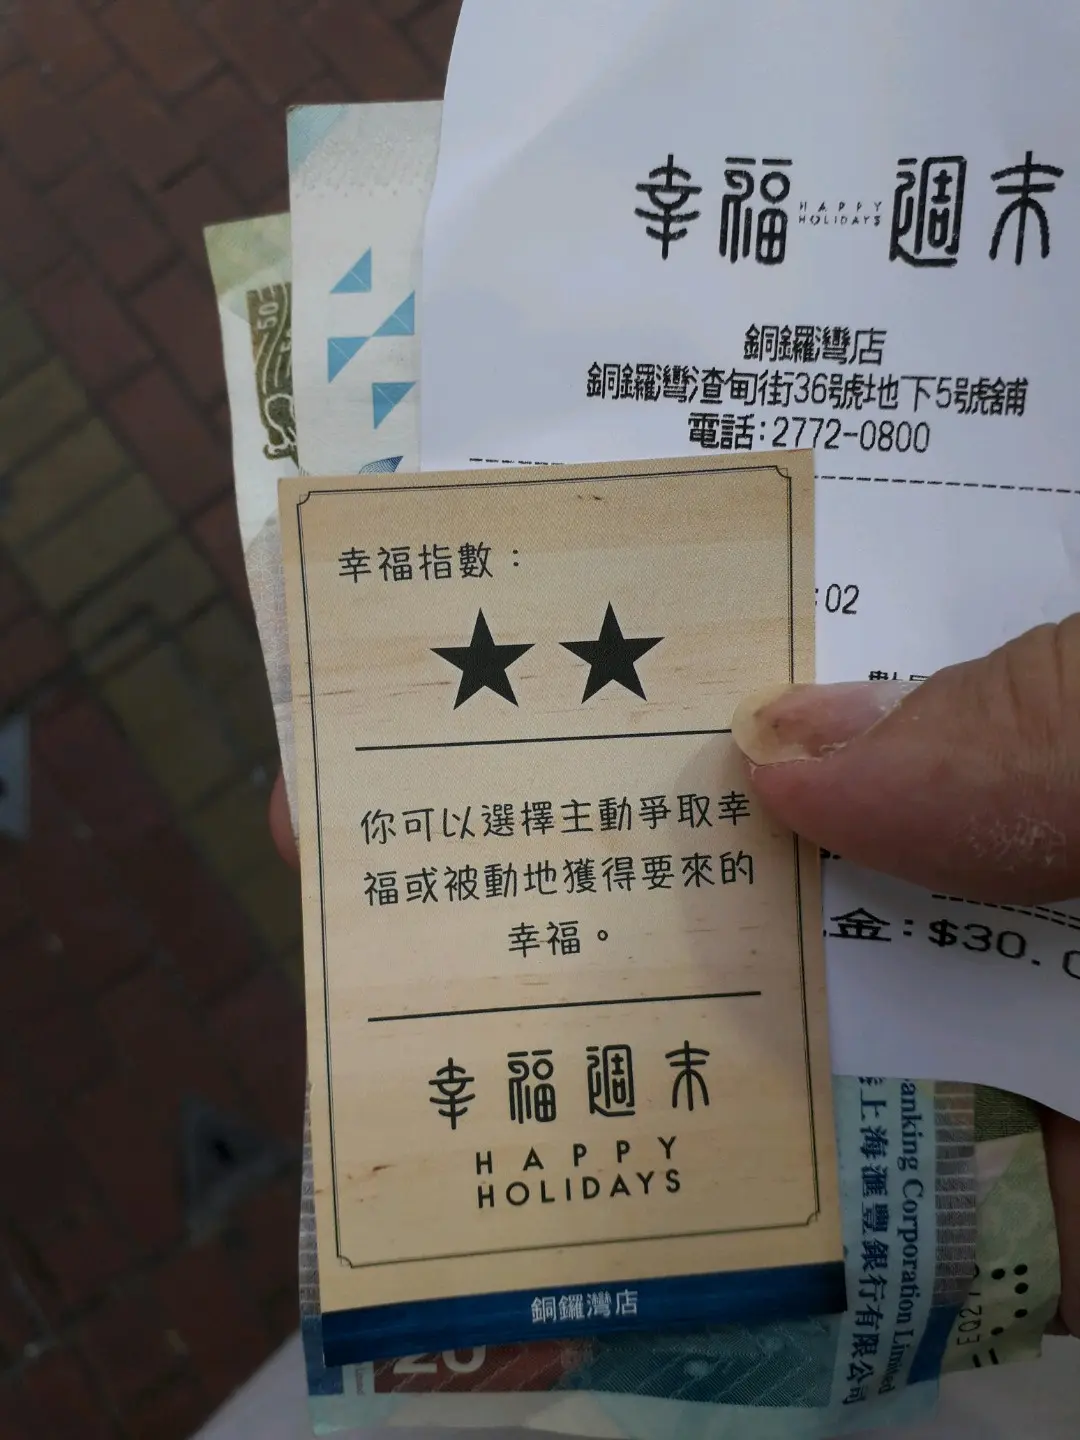 幸福
HAPPY
HOLIDAYS
週末
銅鑼灣店
銅鑼灣渣甸街36號地下5號舖
電話:2772-0800
:02
50
幸福指數：
★★
你可以選擇主動爭取幸
福或被動地獲得要來的
幸福。
幸福週末
HAPPY
HOLIDAYS
銅鑼灣店
金:$30.0
20
anking Corporation Limited
上海滙豐銀行有限公司